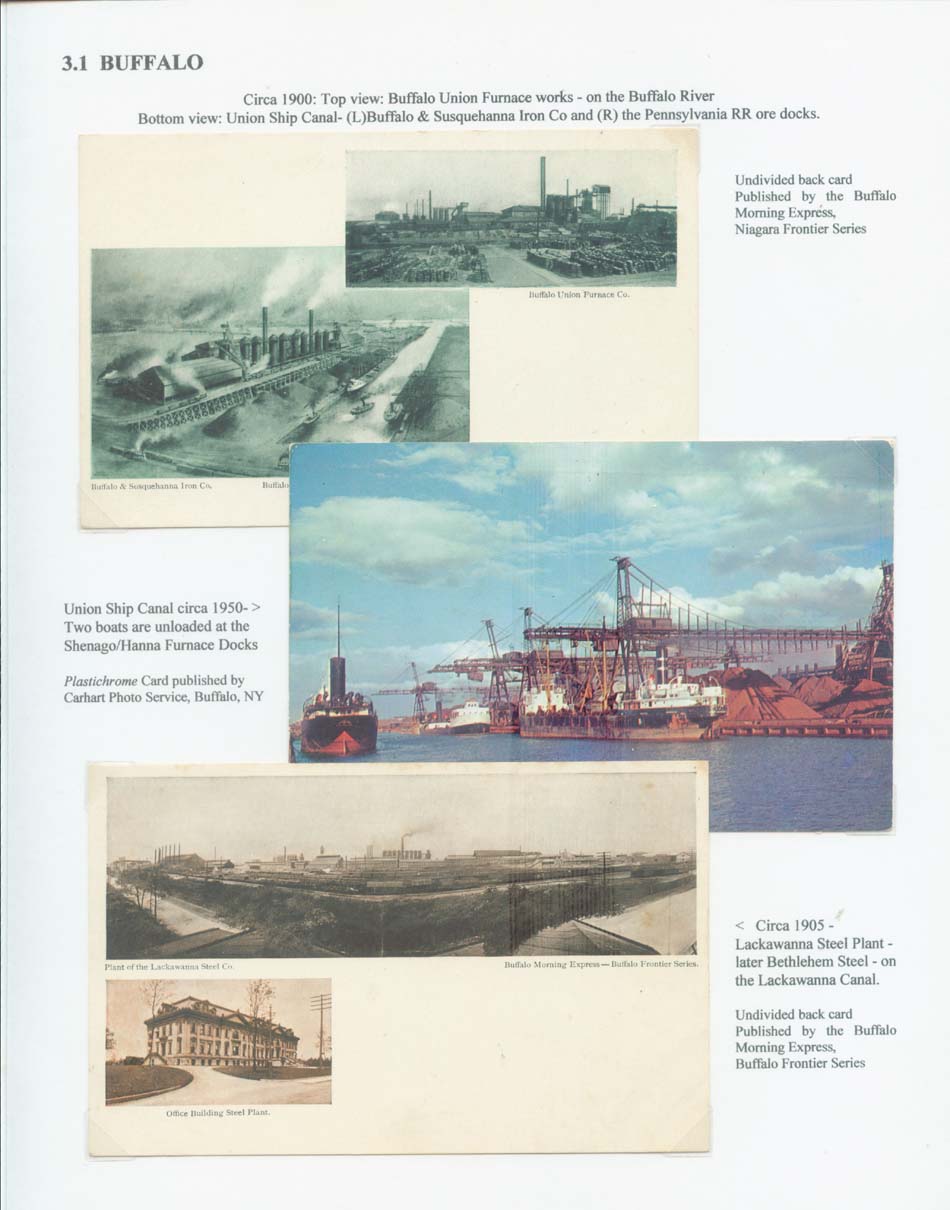 3.1 BUFFALO
Circa 1900: Top view: Buffalo Union Furnace works - on the Buffalo River
Bottom view: Union Ship Canal- (L)Buffalo & Susquehanna Iron Co and (R) the Pennsylvania RR ore docks.
Undivided back card
Published by the Buffalo
Morning Express,
Niagara Frontier Series
Buffalo Union Furnace Co.
Buffalo & Susquehanna Iron Co. Buffalo
Union Ship Canal circa 1950- >
Two boats are unloaded at the
Shenago/Hanna Furnace Docks
Plastichrome Card published by
Carhart Photo Service, Buffalo, NY
Plant of the Lackawanna Steel Co. Buffalo Morning Express—Buffalo Frontier Series.
Office Building Steel Plant.
< Circa 1905 -
Lackawanna Steel Plant -
later Bethlehem Steel - on
the Lackawanna Canal.
Undivided back card
Published by the Buffalo
Morning Express,
Buffalo Frontier Series